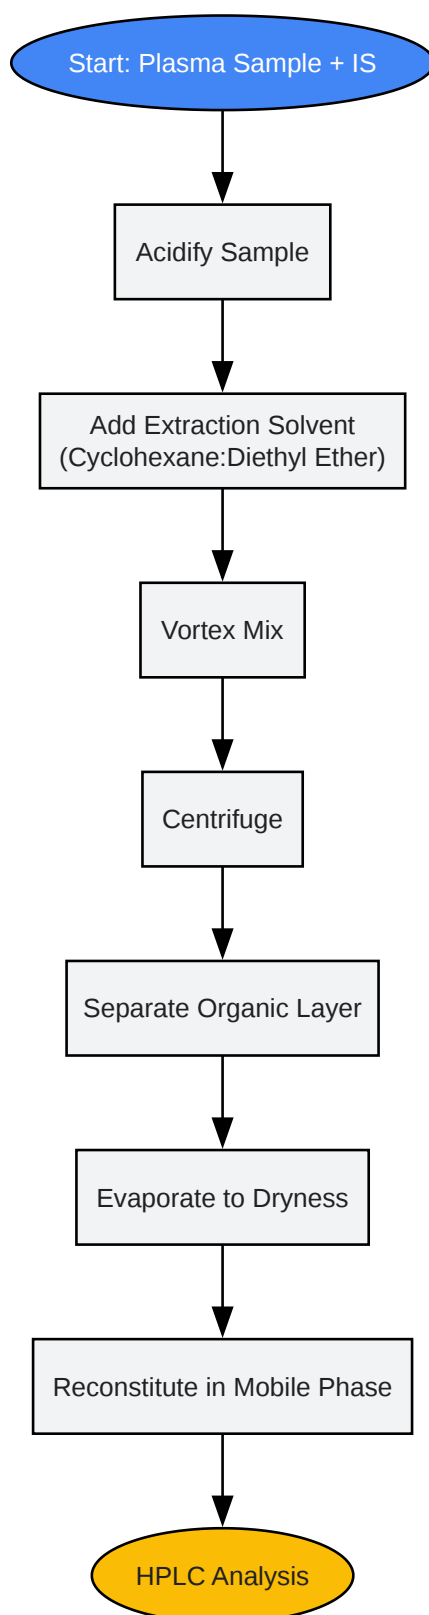 Start: Plasma Sample + IS
Acidify Sample
Add Extraction Solvent
(Cyclohexane:Diethyl Ether)
Vortex Mix
Centrifuge
Separate Organic Layer
Evaporate to Dryness
Reconstitute in Mobile Phase
HPLC Analysis